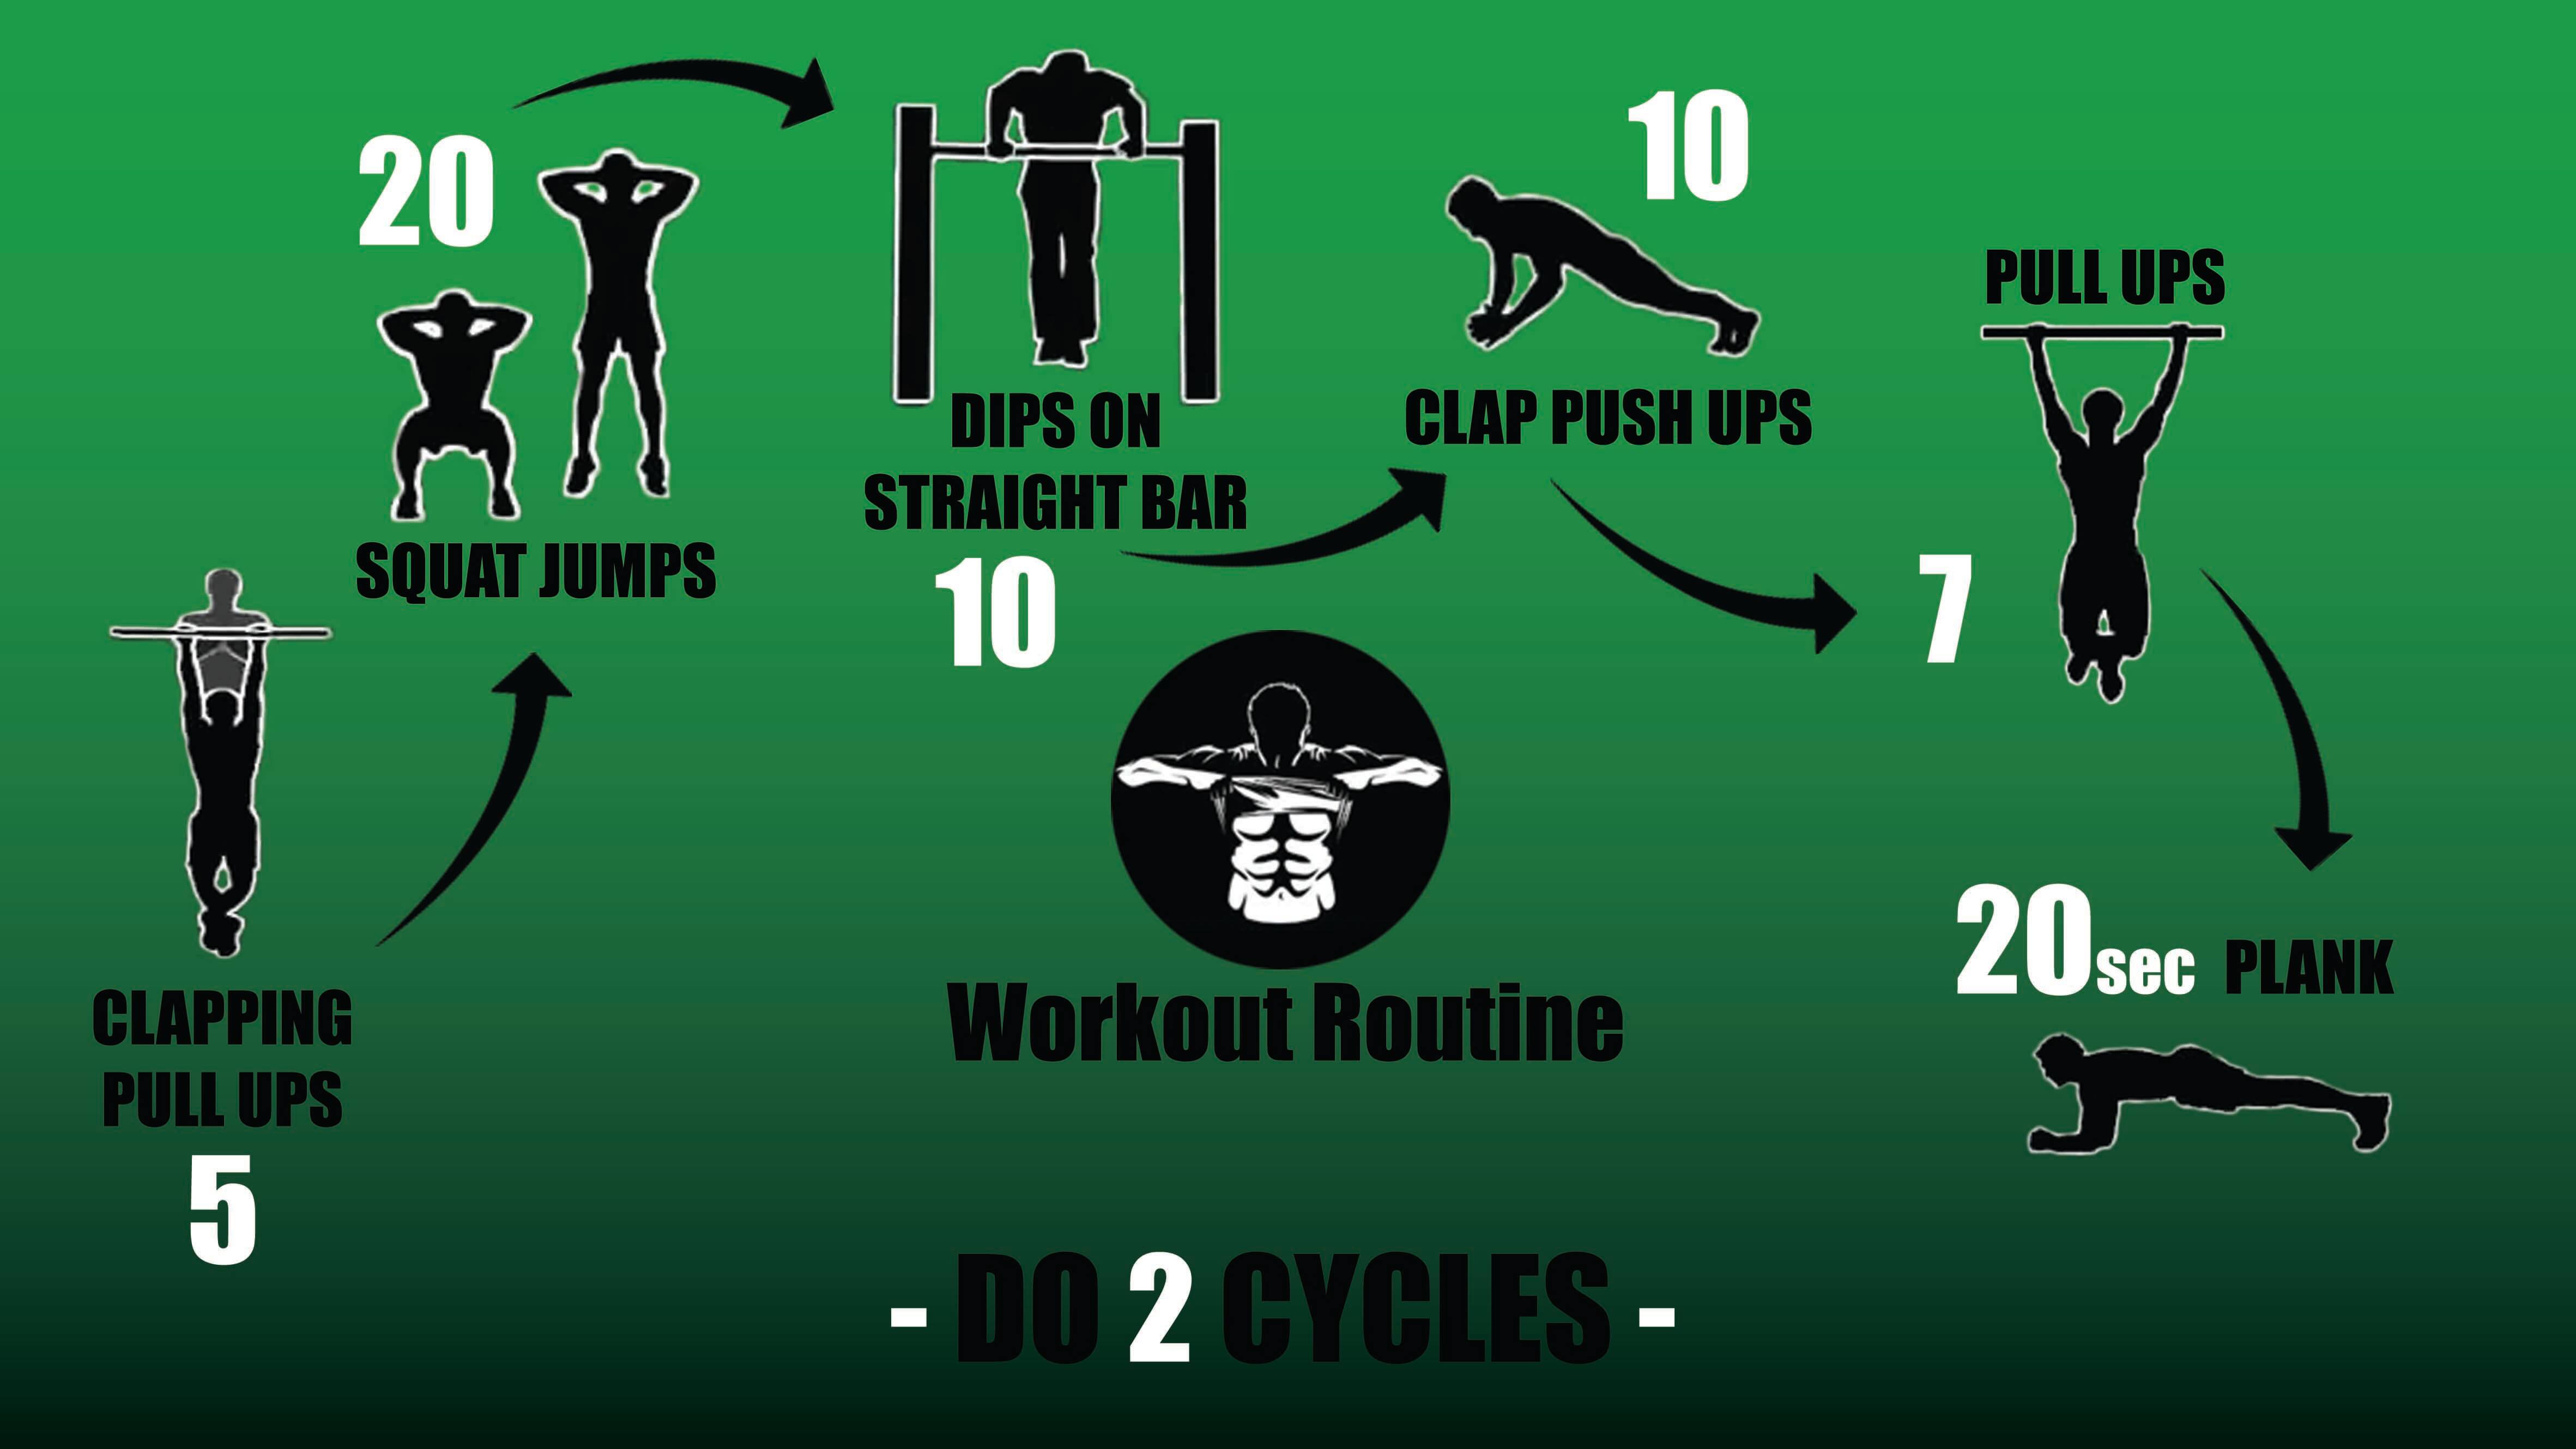 CLAPPING
PULL UPS
5
20
SQUAT JUMPS
DIPS ON
STRAIGHT BAR
10
10
CLAP PUSH UPS
PULL UPS
7
20sec PLANK
Workout Routine
- DO 2 CYCLES -